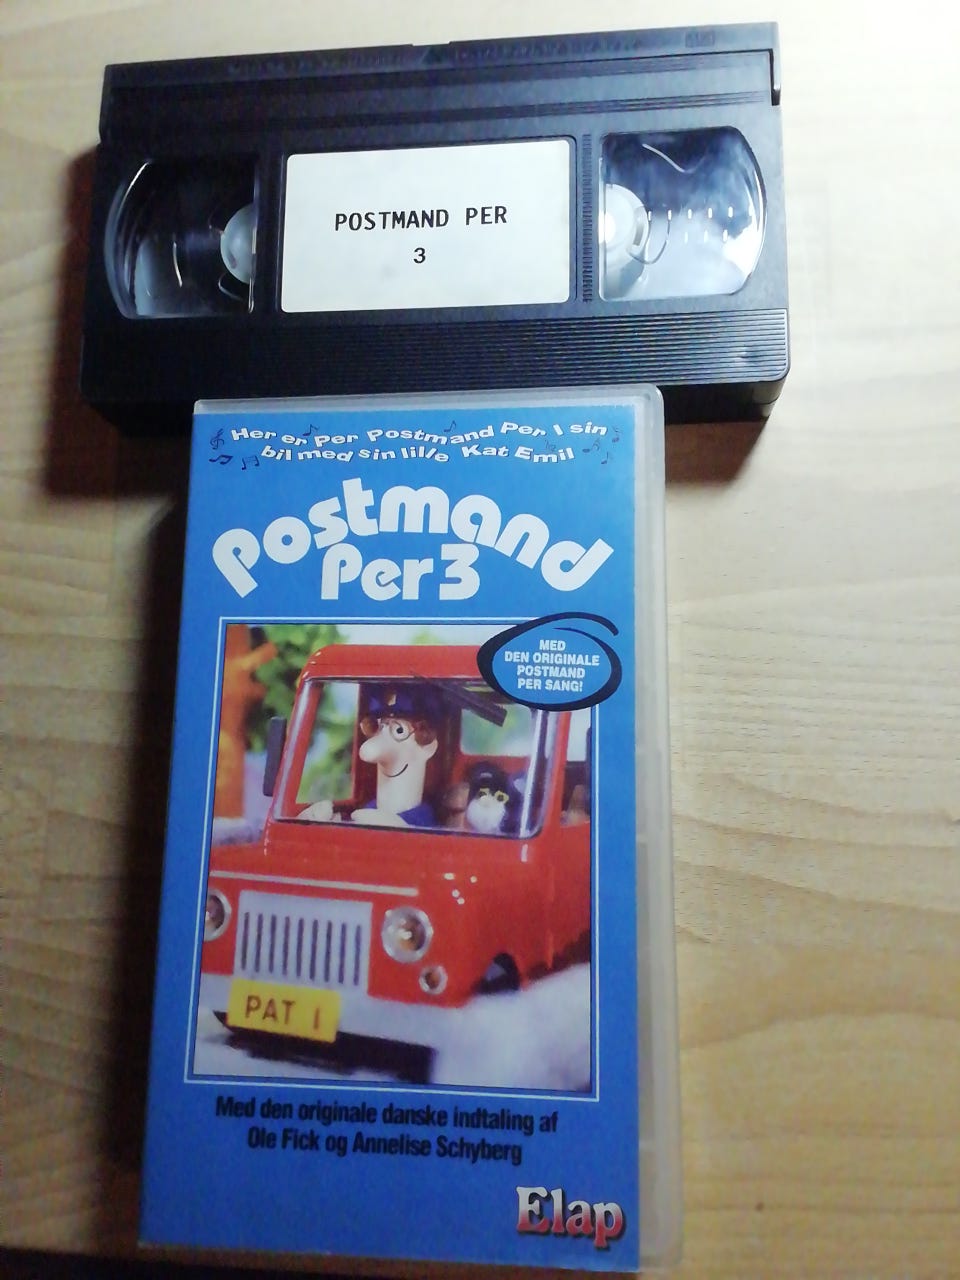 POSTMAND PER
3
Her er Per Postmand Per I sin
bil med sin lille Kat Emil
Postmand
Per 3
MED
DEN ORIGINALE
POSTMAND
PER SANG!
PAT 1
Med den originale danske indtaling af
Ole Fick og Annelise Schyberg
Elap